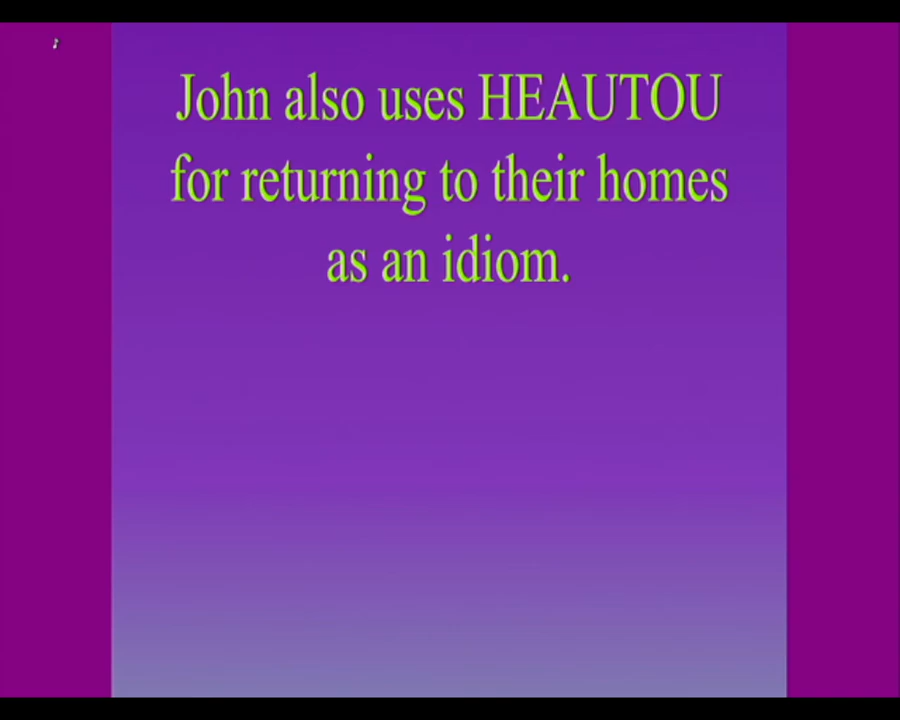 John also uses HEAUTOU
for returning to their homes
as an idiom.